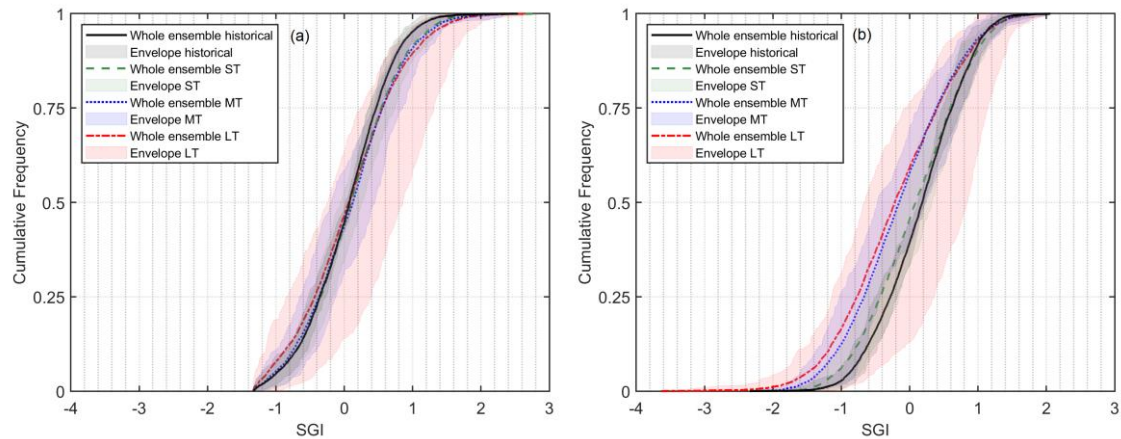 1
0.75
0.5
0.25
0
Cumulative Frequency
-4
-3
-2
-1
0
1
2
3
SGI
(a)
Whole ensemble historical
Envelope historical
Whole ensemble ST
Envelope ST
Whole ensemble MT
Envelope MT
Whole ensemble LT
Envelope LT
1
0.75
0.5
0.25
0
Cumulative Frequency
-4
-3
-2
-1
0
1
2
3
SGI
(b)
Whole ensemble historical
Envelope historical
Whole ensemble ST
Envelope ST
Whole ensemble MT
Envelope MT
Whole ensemble LT
Envelope LT